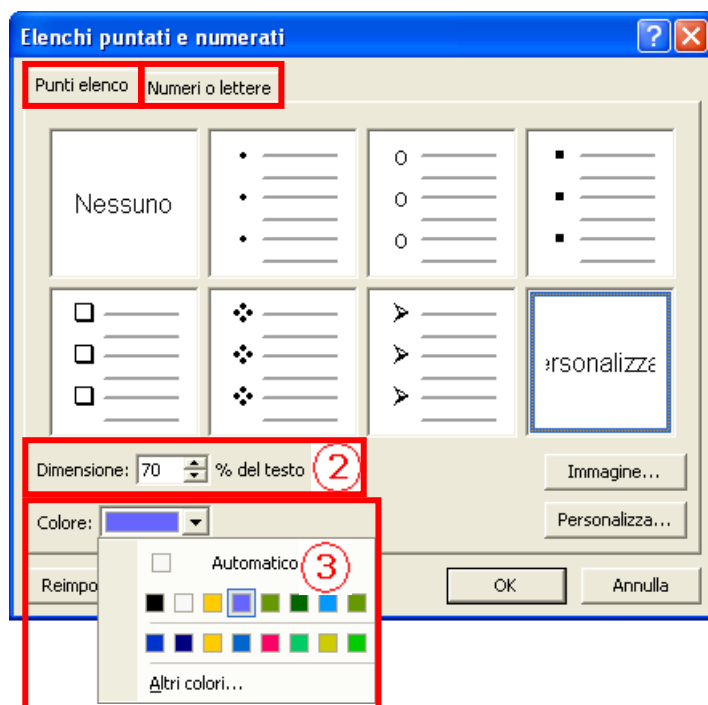 Elenchi puntati e numerati
Punti elenco Numeri o lettere
Nessuno
ersonalizza
Dimensione: 70 % del testo 2
Immagine...
Colore:
Personalizza...
Automatico 3
Reimpo
OK Annulla
Altri colori...